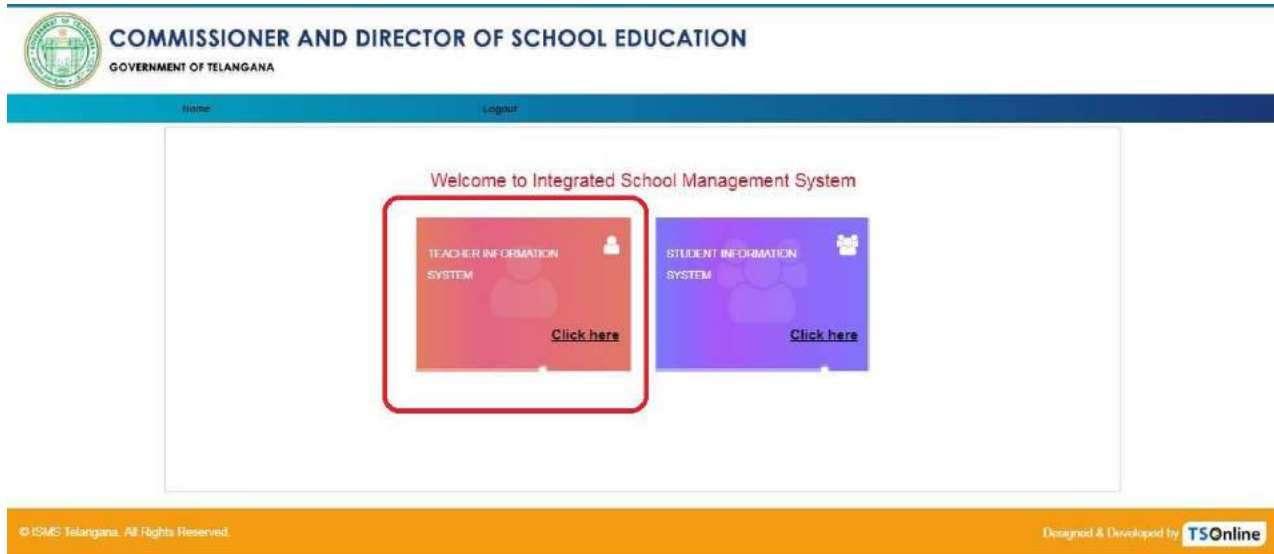 COMMISSIONER AND DIRECTOR OF SCHOOL EDUCATION
GOVERNMENT OF TELANGANA
Home Logout
Welcome to Integrated School Management System
TEACHER INFORMATION
SYSTEM
Click here
STUDENT INFORMATION
SYSTEM
Click here
© ISMS Telangana. All Rights Reserved.
Designed & Developed by TSOnline